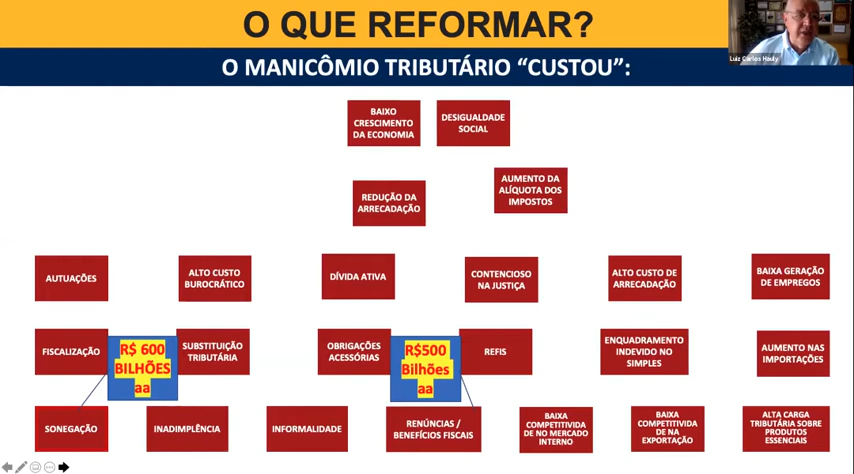 O QUE REFORMAR?
Luiz Carlos Hauly
O MANICÔMIO TRIBUTÁRIO “CUSTOU”:
BAIXO
CRESCIMENTO
DA ECONOMIA
DESIGUALDADE
SOCIAL
REDUÇÃO DA
ARRECADAÇÃO
AUMENTO DA
ALÍQUOTA DOS
IMPOSTOS
AUTUAÇÕES
ALTO CUSTO
BUROCRÁTICO
DÍVIDA ATIVA
CONTENCIOSO
NA JUSTIÇA
ALTO CUSTO DE
ARRECADAÇÃO
BAIXA GERAÇÃO
DE EMPREGOS
FISCALIZAÇÃO
R$ 600
BILHÕES
aa
SUBSTITUIÇÃO
TRIBUTÁRIA
OBRIGAÇÕES
ACESSÓRIAS
R$500
Bilhões
aa
REFIS
ENQUADRAMENTO
INDEVIDO NO
SIMPLES
AUMENTO NAS
IMPORTAÇÕES
SONEGAÇÃO
INADIMPLÊNCIA
INFORMALIDADE
RENÚNCIAS /
BENEFÍCIOS FISCAIS
BAIXA
COMPETITIVIDA
DE NO MERCADO
INTERNO
BAIXA
COMPETITIVIDA
DE NA
EXPORTAÇÃO
ALTA CARGA
TRIBUTÁRIA SOBRE
PRODUTOS
ESSENCIAIS